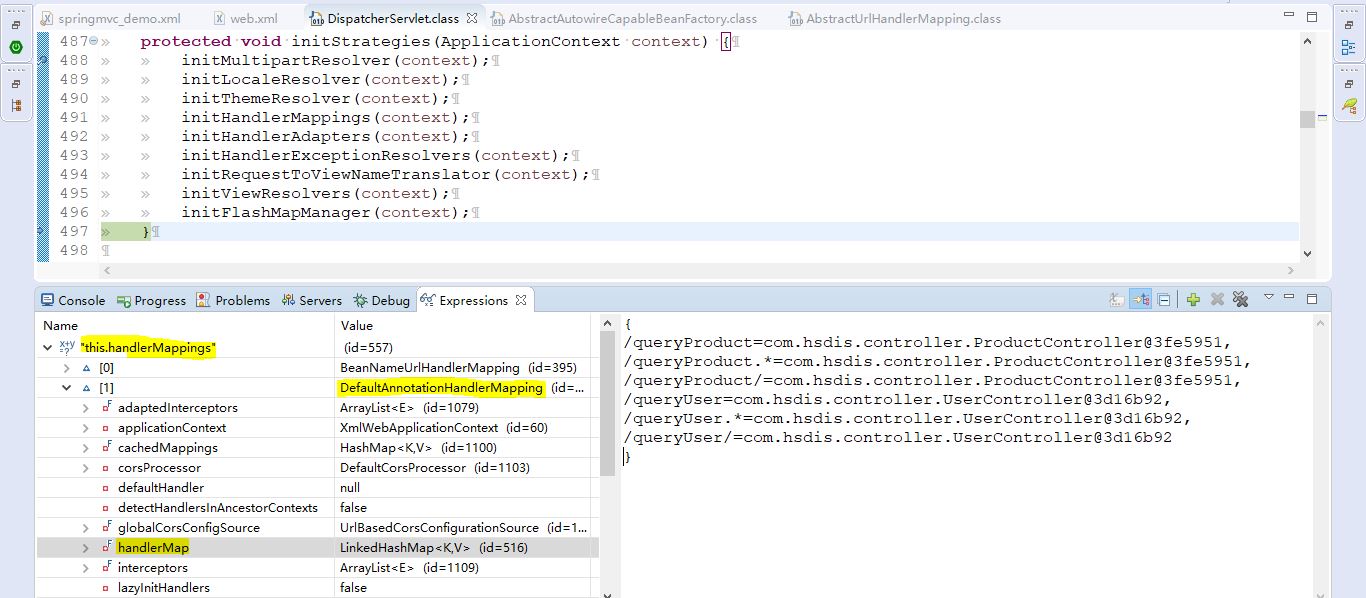 springmvc_demo.xml web.xml DispatcherServlet.class AbstractAutowireCapableBeanFactory.class AbstractUrlHandlerMapping.class
487 protected void initStrategies(ApplicationContext context) {
488 initMultipartResolver(context);
489 initLocaleResolver(context);
490 initThemeResolver(context);
491 initHandlerMappings(context);
492 initHandlerAdapters(context);
493 initHandlerExceptionResolvers(context);
494 initRequestToViewNameTranslator(context);
495 initViewResolvers(context);
496 initFlashMapManager(context);
497 }
498
Console Progress Problems Servers Debug Expressions
Name Value
"this.handlerMappings" (id=557)
[0] BeanNameUrlHandlerMapping (id=395)
[1] DefaultAnnotationHandlerMapping (id=...
adaptedInterceptors ArrayList<E> (id=1079)
applicationContext XmlWebApplicationContext (id=60)
cachedMappings HashMap<K,V> (id=1100)
corsProcessor DefaultCorsProcessor (id=1103)
defaultHandler null
detectHandlersInAncestorContexts false
globalCorsConfigSource UrlBasedCorsConfigurationSource (id=1...
handlerMap LinkedHashMap<K,V> (id=516)
interceptors ArrayList<E> (id=1109)
lazyInitHandlers false
{
/queryProduct=com.hsdis.controller.ProductController@3fe5951,
/queryProduct.*=com.hsdis.controller.ProductController@3fe5951,
/queryProduct/=com.hsdis.controller.ProductController@3fe5951,
/queryUser=com.hsdis.controller.UserController@3d16b92,
/queryUser.*=com.hsdis.controller.UserController@3d16b92,
/queryUser/=com.hsdis.controller.UserController@3d16b92
}